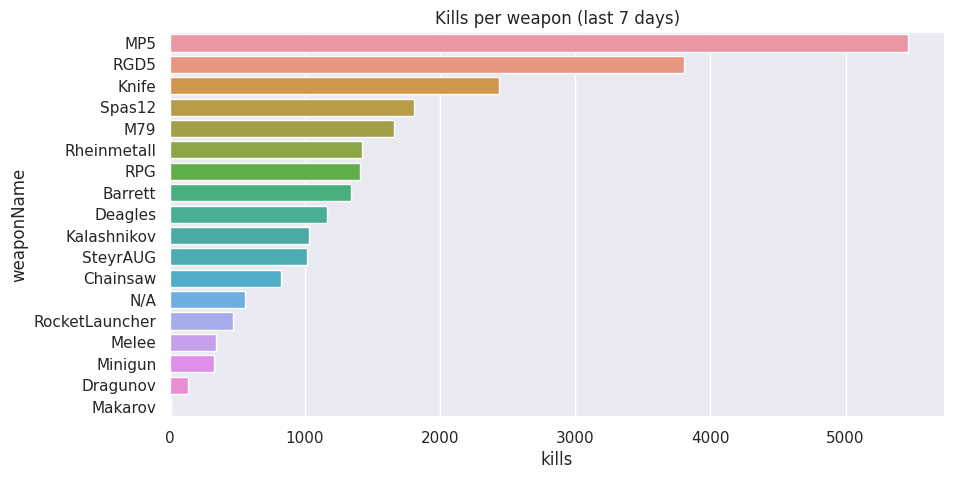 Kills per weapon (last 7 days)
weaponName
MP5
RGD5
Knife
Spas12
M79
Rheinmetall
RPG
Barrett
Deagles
Kalashnikov
SteyrAUG
Chainsaw
N/A
RocketLauncher
Melee
Minigun
Dragunov
Makarov
0 1000 2000 3000 4000 5000
kills